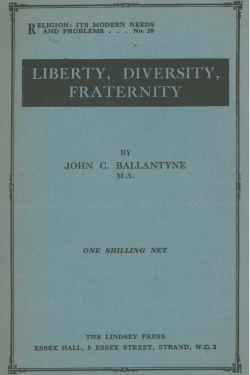 RELIGION: ITS MODERN NEEDS
AND PROBLEMS . . . No. 20
LIBERTY, DIVERSITY,
FRATERNITY
BY
JOHN C. BALLANTYNE
M.A.
ONE SHILLING NET
THE LINDSEY PRESS
ESSEX HALL, 5 ESSEX STREET, STRAND, W.C. 2